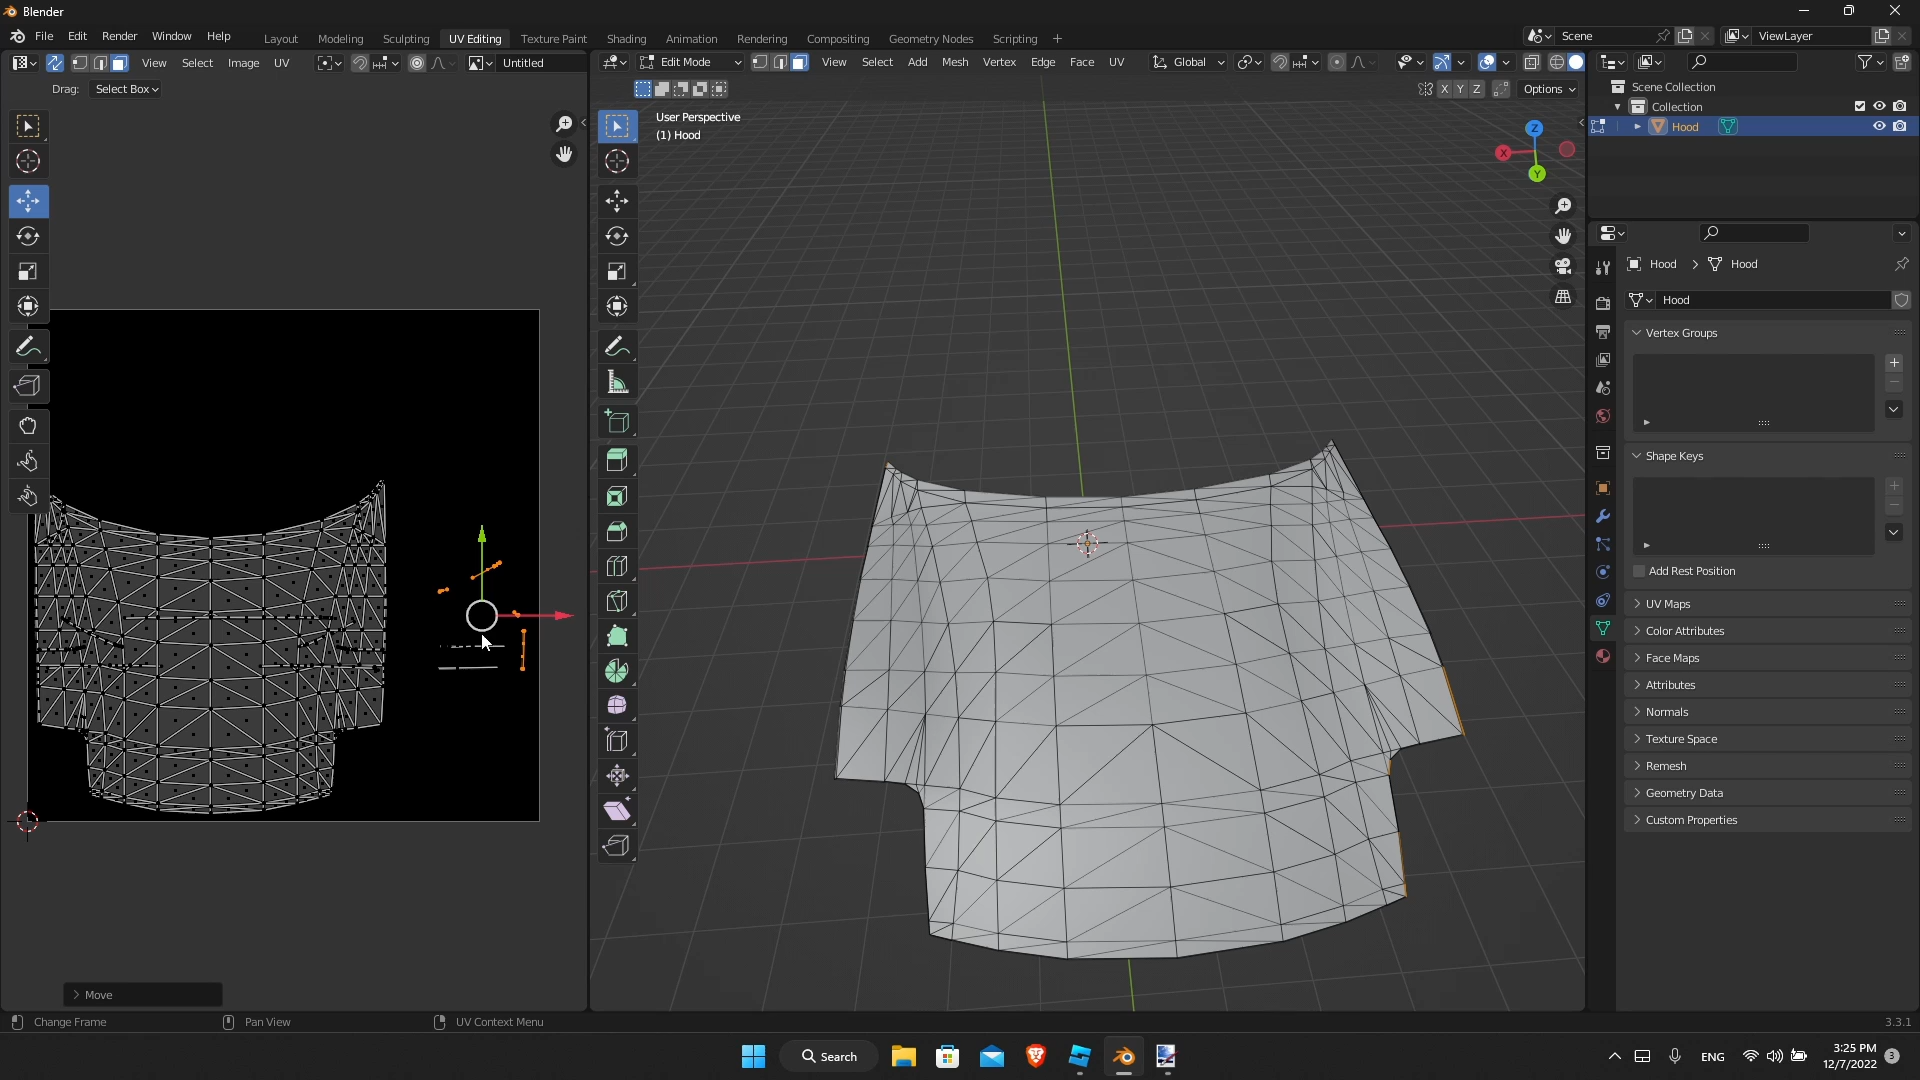 Blender
File Edit Render Window Help
Layout Modeling Sculpting UV Editing Texture Paint Shading Animation Rendering Compositing Geometry Nodes Scripting +
Scene
ViewLayer
View Select Image UV
Untitled
Edit Mode
View Select Add Mesh Vertex Edge Face UV
Global
Drag: Select Box
X Y Z
Options
User Perspective
(1) Hood
Z
X
Y
Scene Collection
Collection
Hood
Hood > Hood
Hood
Vertex Groups
Shape Keys
Add Rest Position
UV Maps
Color Attributes
Face Maps
Attributes
Normals
Texture Space
Remesh
Geometry Data
Custom Properties
> Move
Change Frame
Pan View
UV Context Menu
3.3.1
Search
ENG
3:25 PM
12/7/2022
3